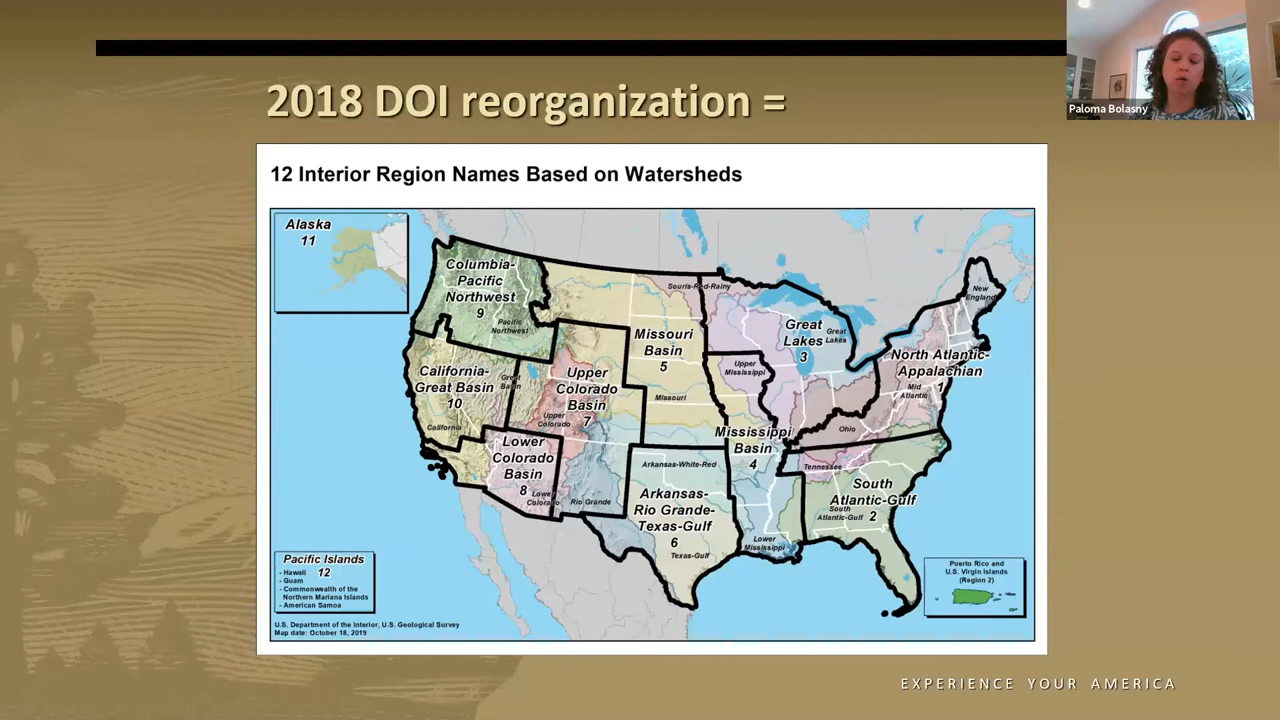 2018 DOI reorganization =
Paloma Bolasny
12 Interior Region Names Based on Watersheds
Alaska
11
Columbia-
Pacific
Northwest
9
Pacific
Northwest
Souris-Red-Rainy
Missouri
Basin
5
Missouri
Great
Lakes
3
Great
Lakes
New
England
North Atlantic-
Appalachian
1
Mid
Atlantic
Upper
Mississippi
California-
Great Basin
10
Great
Basin
California
Upper
Colorado
Basin
7
Upper
Colorado
Ohio
Mississippi
Basin
4
Lower
Colorado
Basin
8
Lower
Colorado
Rio Grande
Arkansas-White-Red
Arkansas-
Rio Grande-
Texas-Gulf
6
Texas-Gulf
Tennessee
South
Atlantic-Gulf
2
South
Atlantic-Gulf
Lower
Mississippi
Pacific Islands
12
- Hawaii
- Guam
- Commonwealth of the
Northern Mariana Islands
- American Samoa
Puerto Rico and
U.S. Virgin Islands
(Region 2)
U.S. Department of the Interior, U.S. Geological Survey
Map date: October 18, 2019
EXPERIENCE YOUR AMERICA